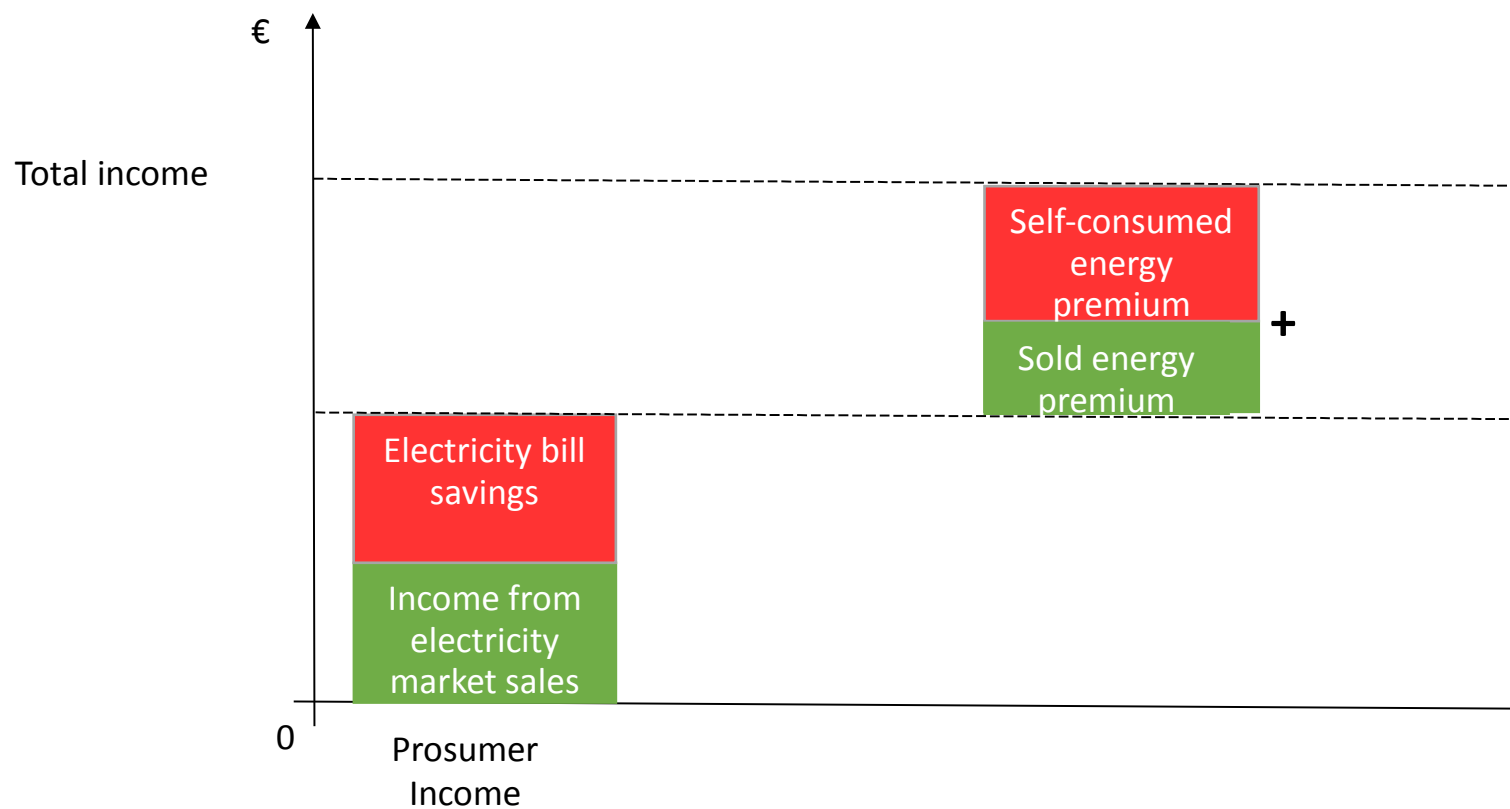 €
Total income
Self-consumed
energy
premium
+
Sold energy
premium
Electricity bill
savings
Income from
electricity
market sales
0
Prosumer
Income